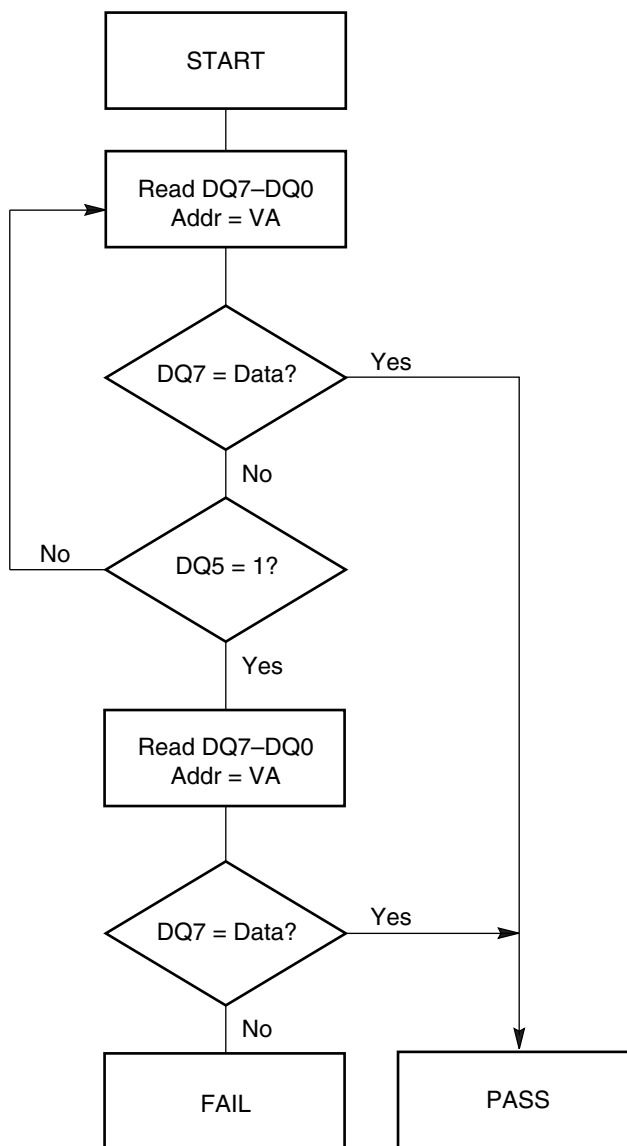 START
Read DQ7–DQ0
Addr = VA
DQ7 = Data?
Yes
No
No
DQ5 = 1?
Yes
Read DQ7–DQ0
Addr = VA
DQ7 = Data?
Yes
No
FAIL
PASS